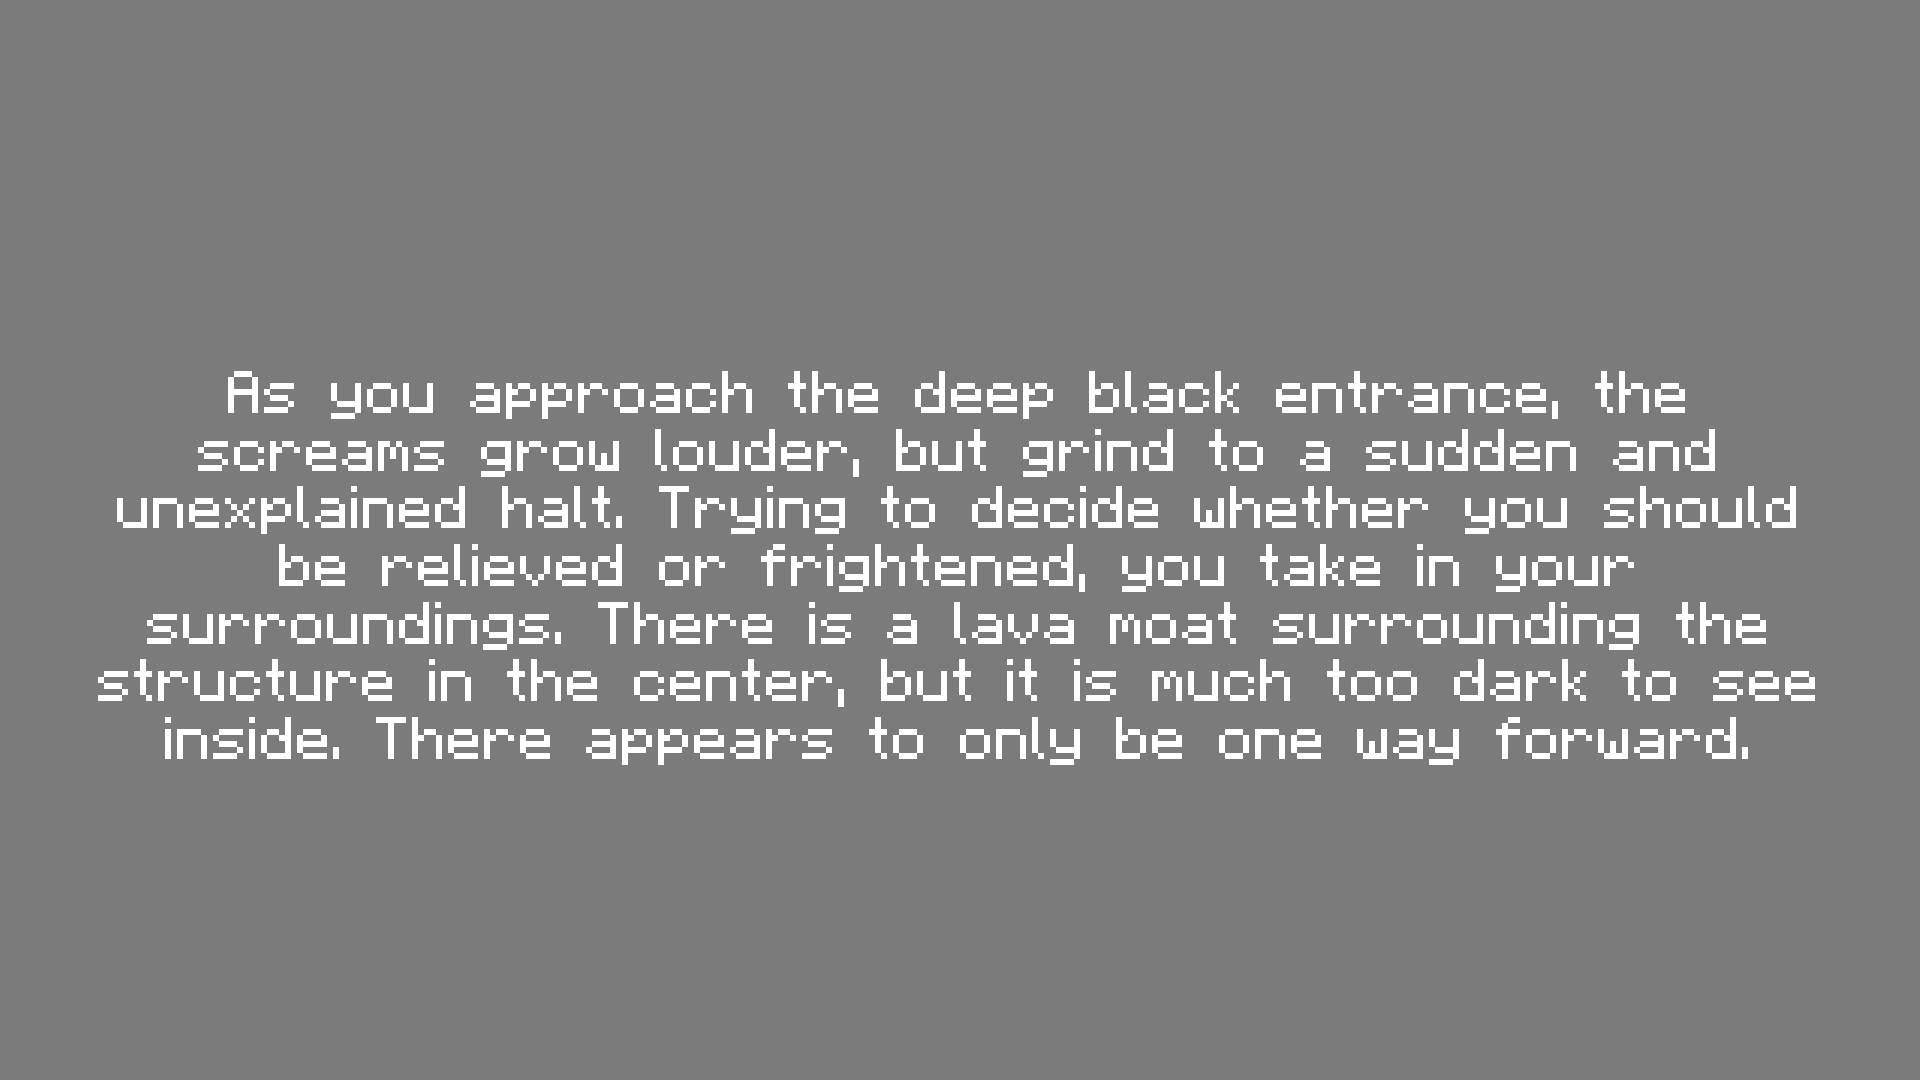 As you approach the deep black entrance, the
screams grow louder, but grind to a sudden and
unexplained halt. Trying to decide whether you should
be relieved or frightened, you take in your
surroundings. There is a lava moat surrounding the
structure in the center, but it is much too dark to see
inside. There appears to only be one way forward.